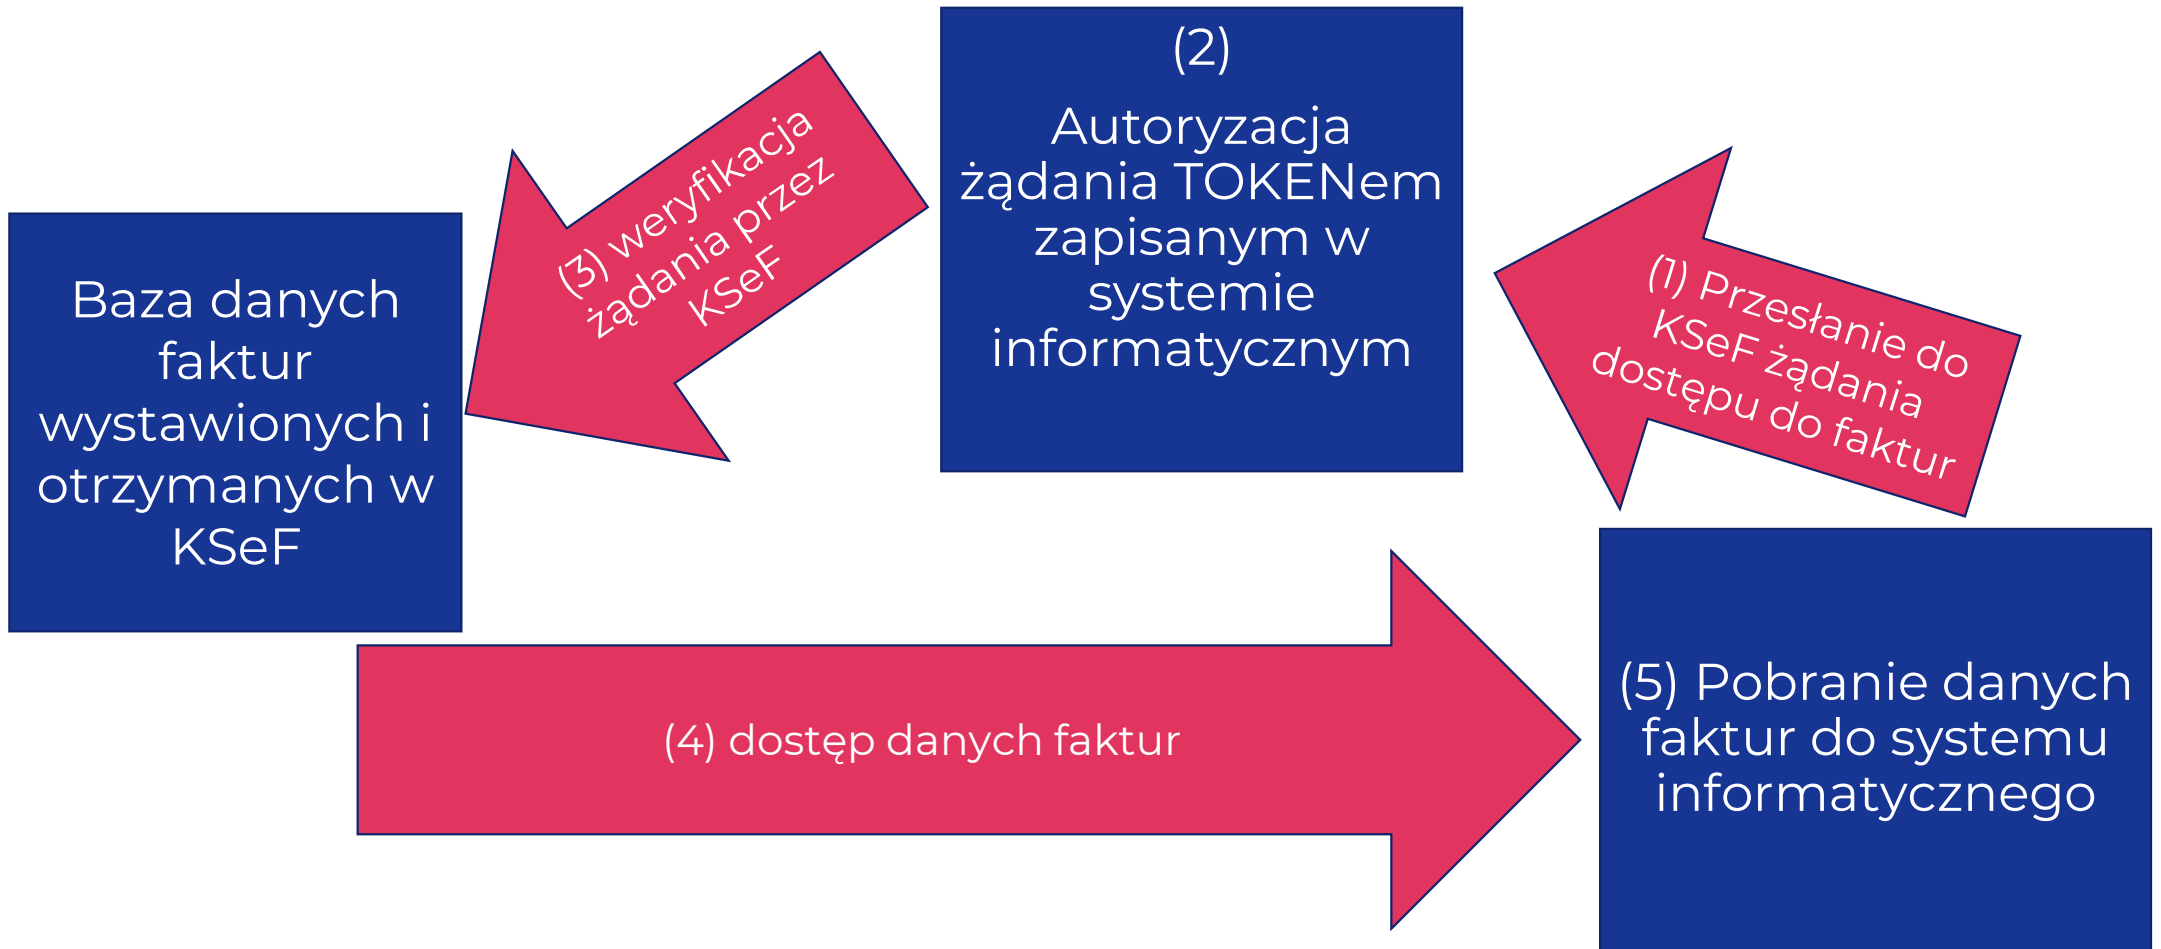 (2)
Autoryzacja
żądania TOKENem
zapisanym w
systemie
informatycznym
(3) weryfikacja
żądania przez
KSeF
(1) Przesłanie do
KSeF żądania
dostępu do faktur
Baza danych
faktur
wystawionych i
otrzymanych w
KSeF
(4) dostęp danych faktur
(5) Pobranie danych
faktur do systemu
informatycznego